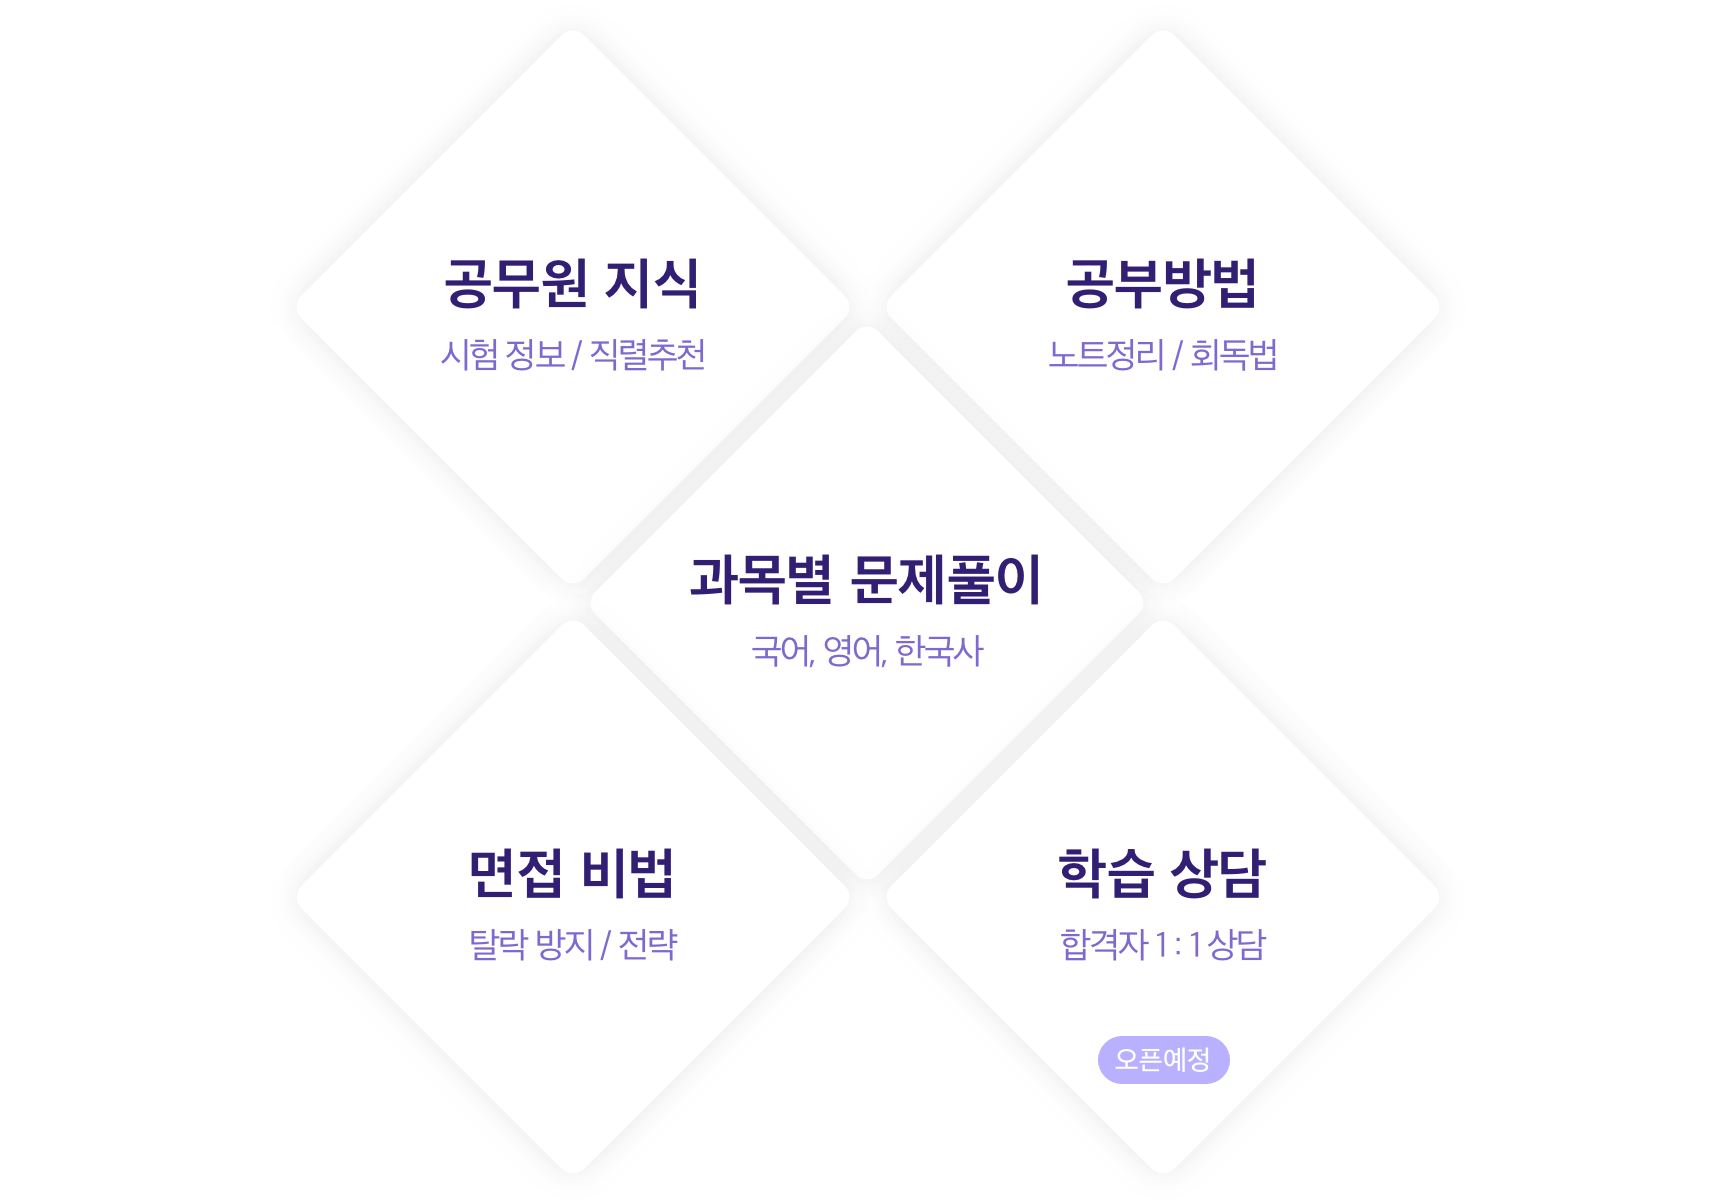 공무원 지식
시험 정보 / 직렬추천
공부방법
노트정리 / 회독법
과목별 문제풀이
국어, 영어, 한국사
면접 비법
탈락 방지 / 전략
학습 상담
합격자 1 : 1 상담
오픈예정